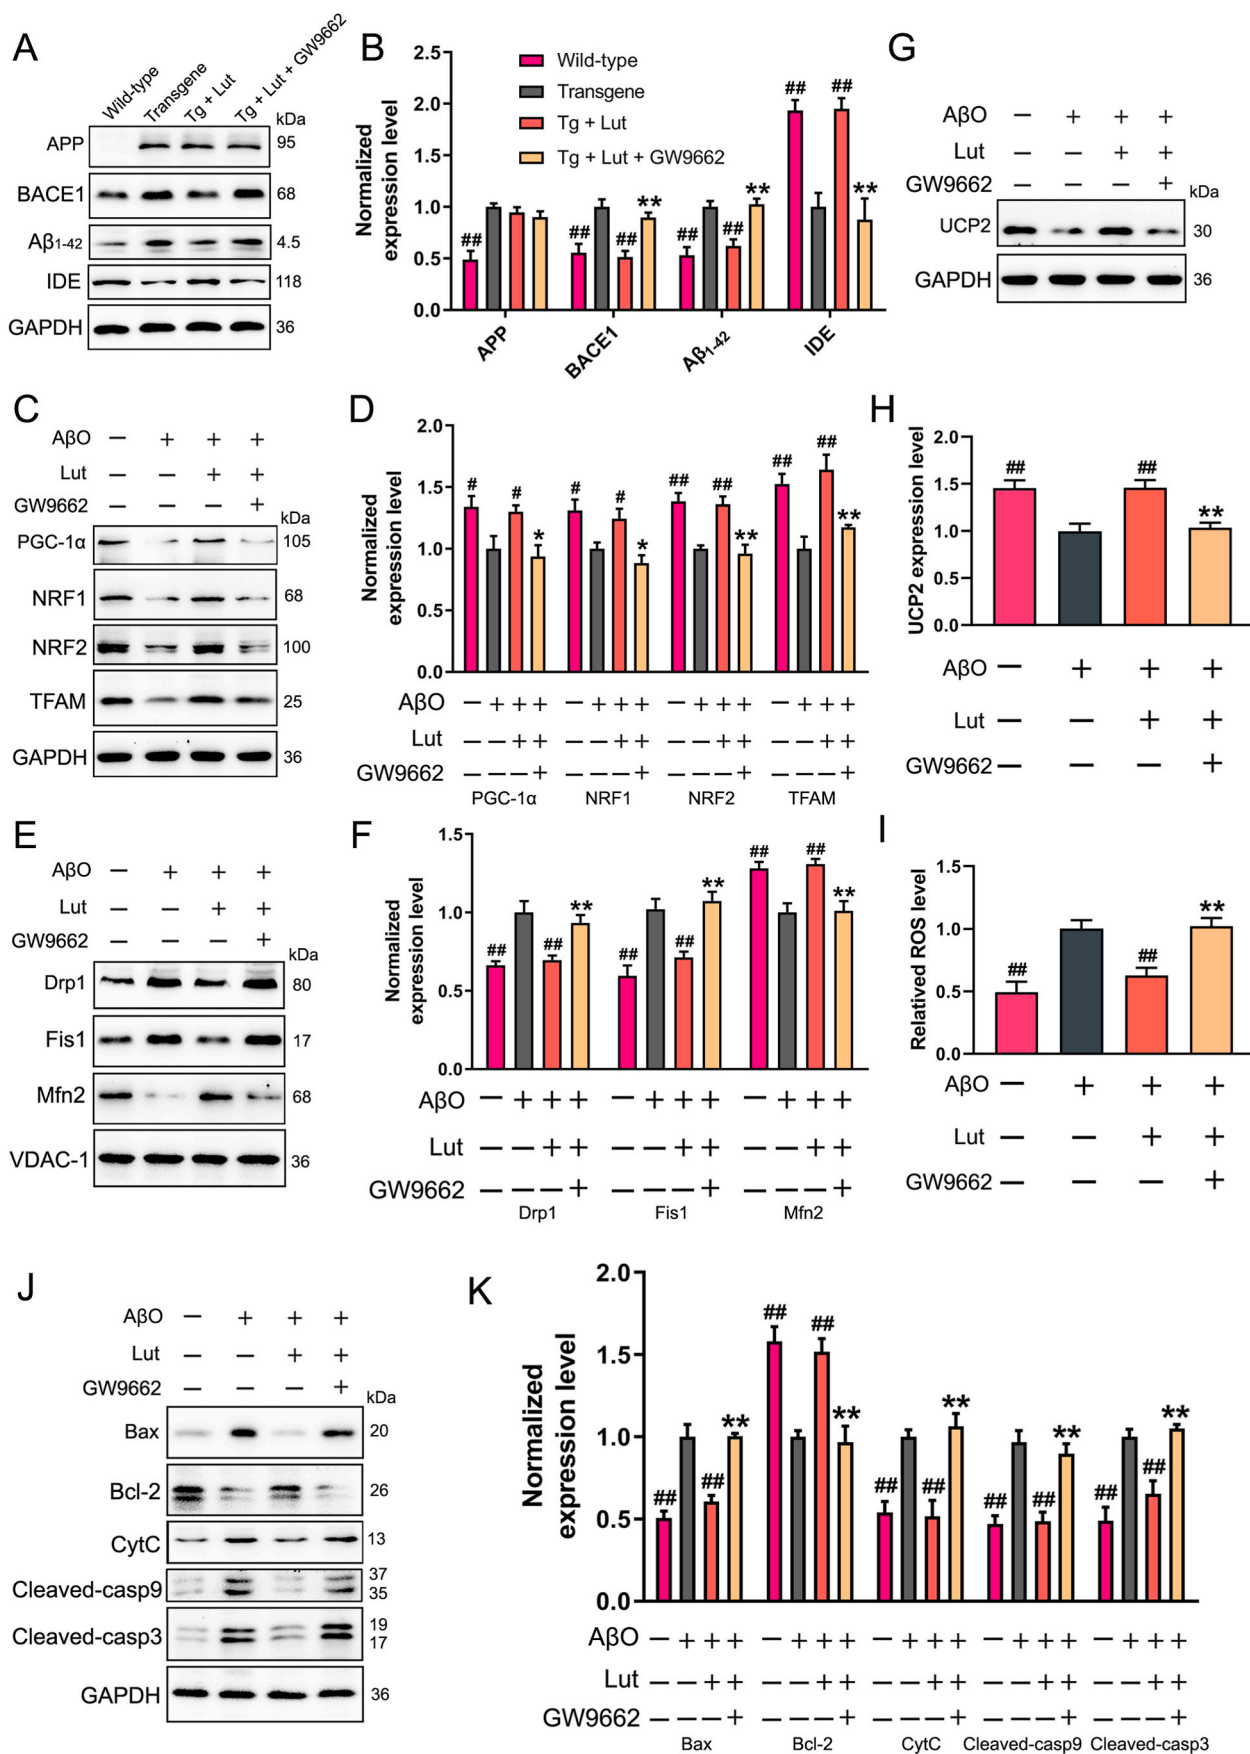 A
Wild-type
Transgene
Tg + Lut
Tg + Lut + GW9662
kDa
APP 95
BACE1 68
Aβ1-42 4.5
IDE 118
GAPDH 36
B
Normalized
expression level
2.5
2.0
1.5
1.0
0.5
0.0
Wild-type
Transgene
Tg + Lut
Tg + Lut + GW9662
## ## ## ** ## ## ** ## ## **
APP BACE1 Aβ1-42 IDE
G
AβO — + + +
Lut — — + +
GW9662 — — — +
kDa
UCP2 30
GAPDH 36
C
AβO — + + +
Lut — — + +
GW9662 — — — +
kDa
PGC-1α 105
NRF1 68
NRF2 100
TFAM 25
GAPDH 36
D
Normalized
expression level
2.0
1.5
1.0
0.5
0.0
# # * # # * ## ## ** ## ## **
AβO — + + + — + + + — + + + — + + +
Lut — — + + — — + + — — + + — — + +
GW9662 — — — + — — — + — — — + — — — +
PGC-1α NRF1 NRF2 TFAM
H
UCP2 expression level
2.0
1.5
1.0
0.5
0.0
## ## **
AβO — + + +
Lut — — + +
GW9662 — — — +
E
AβO — + + +
Lut — — + +
GW9662 — — — +
kDa
Drp1 80
Fis1 17
Mfn2 68
VDAC-1 36
F
Normalized
expression level
1.5
1.0
0.5
0.0
## ## ** ## ## ** ## ## **
AβO — + + + — + + + — + + +
Lut — — + + — — + + — — + +
GW9662 — — — + — — — + — — — +
Drp1 Fis1 Mfn2
I
Relatived ROS level
1.5
1.0
0.5
0.0
## ## **
AβO — + + +
Lut — — + +
GW9662 — — — +
J
AβO — + + +
Lut — — + +
GW9662 — — — +
kDa
Bax 20
Bcl-2 26
CytC 13
Cleaved-casp9 37
35
Cleaved-casp3 19
17
GAPDH 36
K
Normalized
expression level
2.0
1.5
1.0
0.5
0.0
## ## ** ## ## ** ## ## ** ## ## ** ## ## **
AβO — + + + — + + + — + + + — + + + — + + +
Lut — — + + — — + + — — + + — — + + — — + +
GW9662 — — — + — — — + — — — + — — — + — — — +
Bax Bcl-2 CytC Cleaved-casp9 Cleaved-casp3